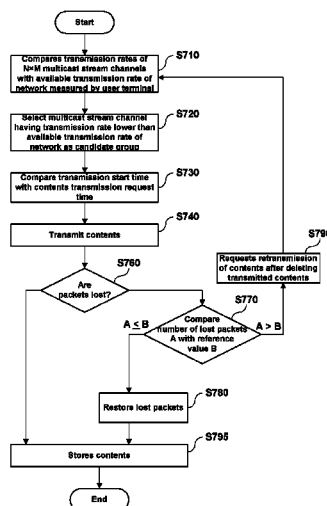 Start
S710
Compares transmission rates of
N×M multicast stream channels
with available transmission rate of
network measured by user terminal
S720
Select multicast stream channel
having transmission rate lower than
available transmission rate of
network as candidate group
S730
Compare transmission start time
with contents transmission request
time
S740
Transmit contents
S790
Requests retransmission
of contents after deleting
transmitted contents
S760
Are
packets lost?
S770
Compare
number of lost packets
A with reference
value B
A ≤ B
A > B
S780
Restore lost packets
S795
Stores contents
End